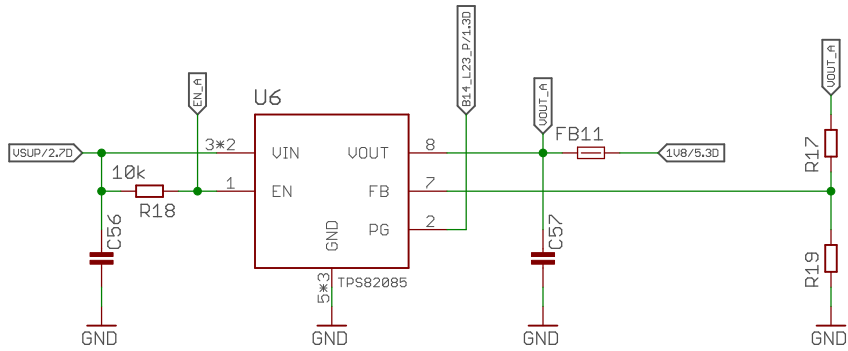 B14_L23_P/1.3D
EN_A
VOUT_A
VOUT_A
U6
FB11
VSUP/2.7D
3*2
VIN
VOUT
8
1V8/5.3D
R17
10k
1
EN
FB
7
R18
C56
GND
PG
2
C57
R19
5*3
TPS82085
GND
GND
GND
GND